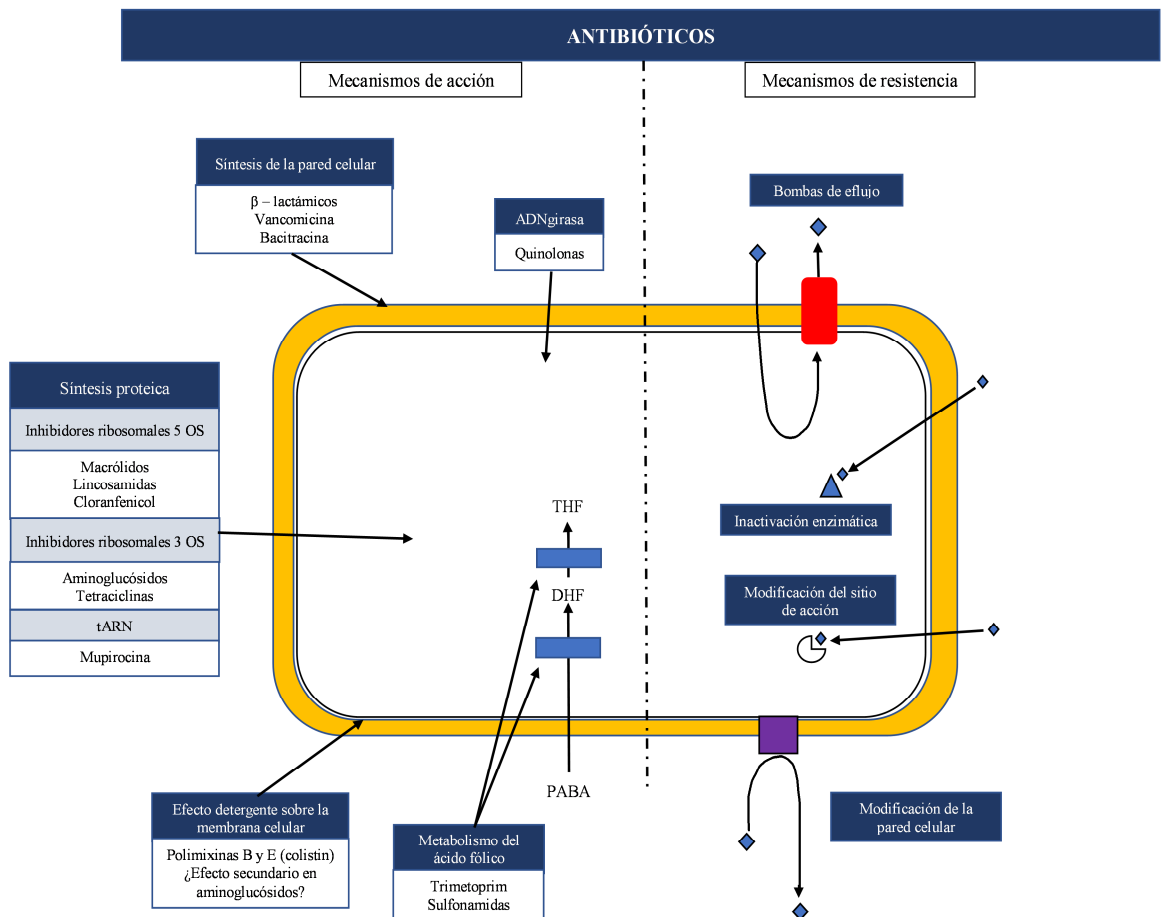 ANTIBIÓTICOS
Mecanismos de acción
Mecanismos de resistencia
Síntesis de la pared celular
β – lactámicos
Vancomicina
Bacitracina
ADNgirasa
Quinolonas
Bombas de eflujo
Síntesis proteica
Inhibidores ribosomales 5 OS
Macrólidos
Lincosamidas
Cloranfenicol
Inhibidores ribosomales 3 OS
Aminoglucósidos
Tetraciclinas
tARN
Mupirocina
THF
DHF
PABA
Inactivación enzimática
Modificación del sitio
de acción
Efecto detergente sobre la
membrana celular
Polimixinas B y E (colistin)
¿Efecto secundario en
aminoglucósidos?
Metabolismo del
ácido fólico
Trimetoprim
Sulfonamidas
Modificación de la
pared celular